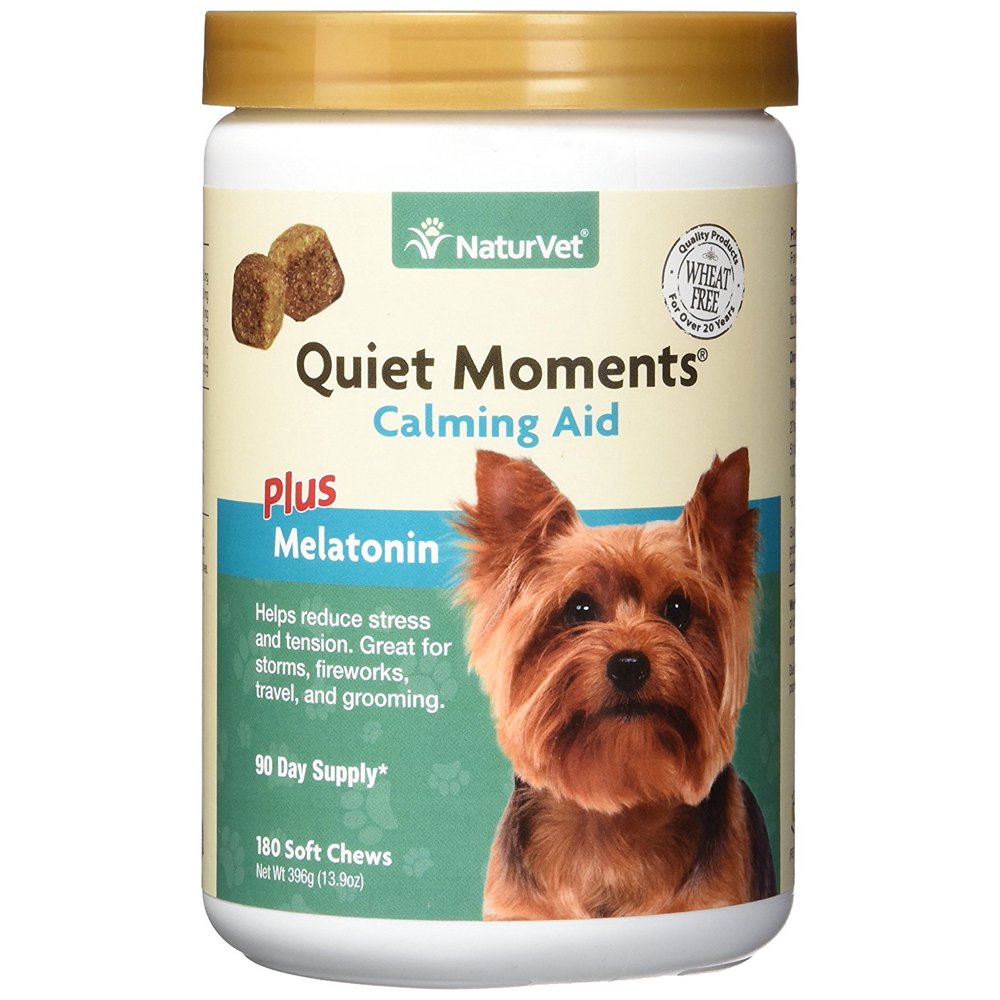 NaturVet®
Quality Products
WHEAT
FREE
For Over 20 Years
Quiet Moments®
Calming Aid
Plus
Melatonin
Helps reduce stress
and tension. Great for
storms, fireworks,
travel, and grooming.
90 Day Supply*
180 Soft Chews
Net Wt 396g (13.9oz)